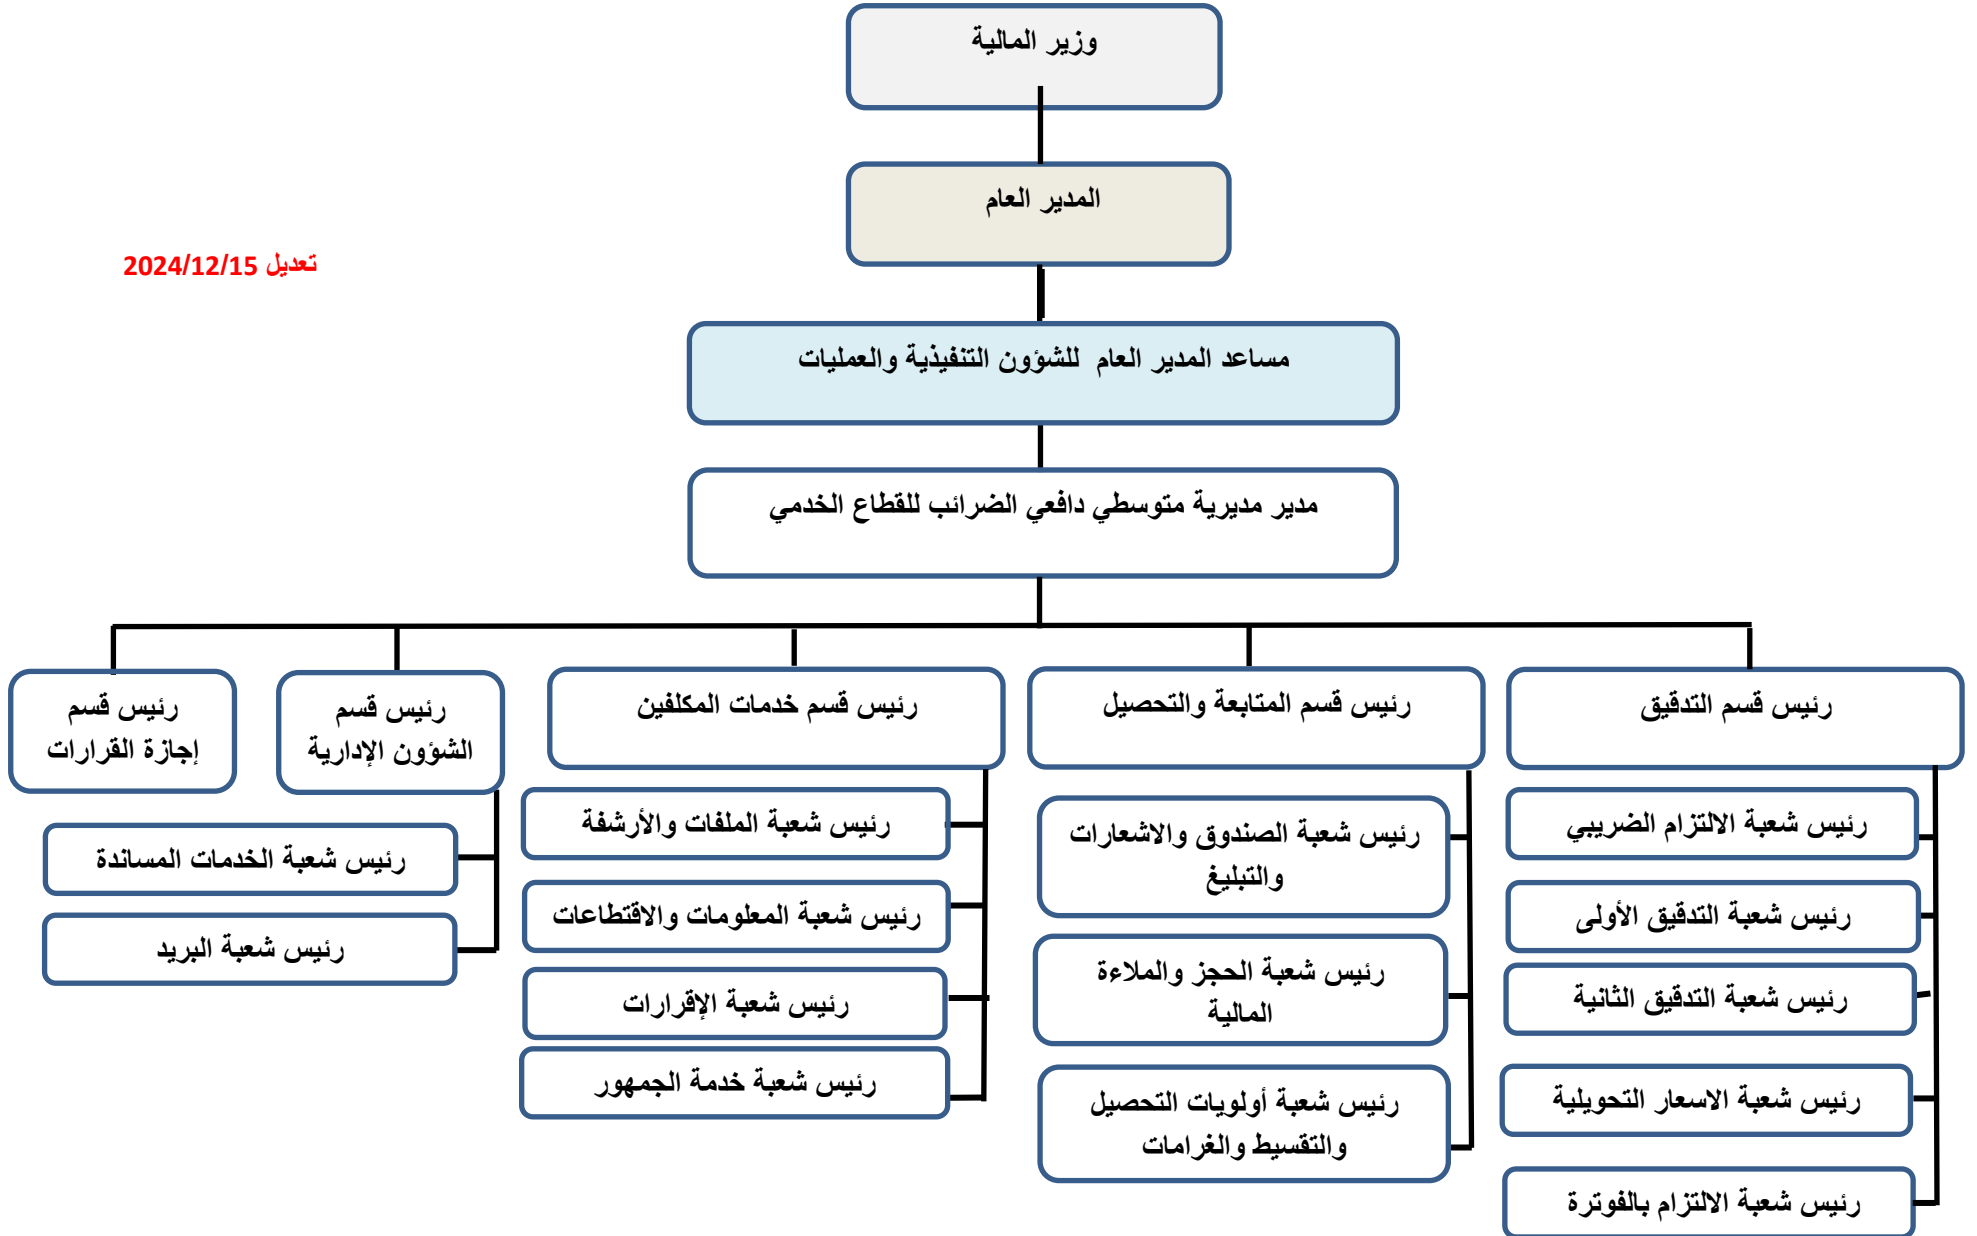 وزير المالية
المدير العام
تعديل 2024/12/15
مساعد المدير العام للشؤون التنفيذية والعمليات
مدير مديرية متوسطي دافعي الضرائب للقطاع الخدمي
رئيس قسم التدقيق
رئيس شعبة الالتزام الضريبي
رئيس شعبة التدقيق الأولى
رئيس شعبة التدقيق الثانية
رئيس شعبة الاسعار التحويلية
رئيس شعبة الالتزام بالفوترة
رئيس قسم المتابعة والتحصيل
رئيس شعبة الصندوق والاشعارات
والتبليغ
رئيس شعبة الحجز والملاءة
المالية
رئيس شعبة أولويات التحصيل
والتقسيط والغرامات
رئيس قسم خدمات المكلفين
رئيس شعبة الملفات والأرشفة
رئيس شعبة المعلومات والاقتطاعات
رئيس شعبة الإقرارات
رئيس شعبة خدمة الجمهور
رئيس قسم
الشؤون الإدارية
رئيس شعبة الخدمات المساندة
رئيس شعبة البريد
رئيس قسم
إجازة القرارات